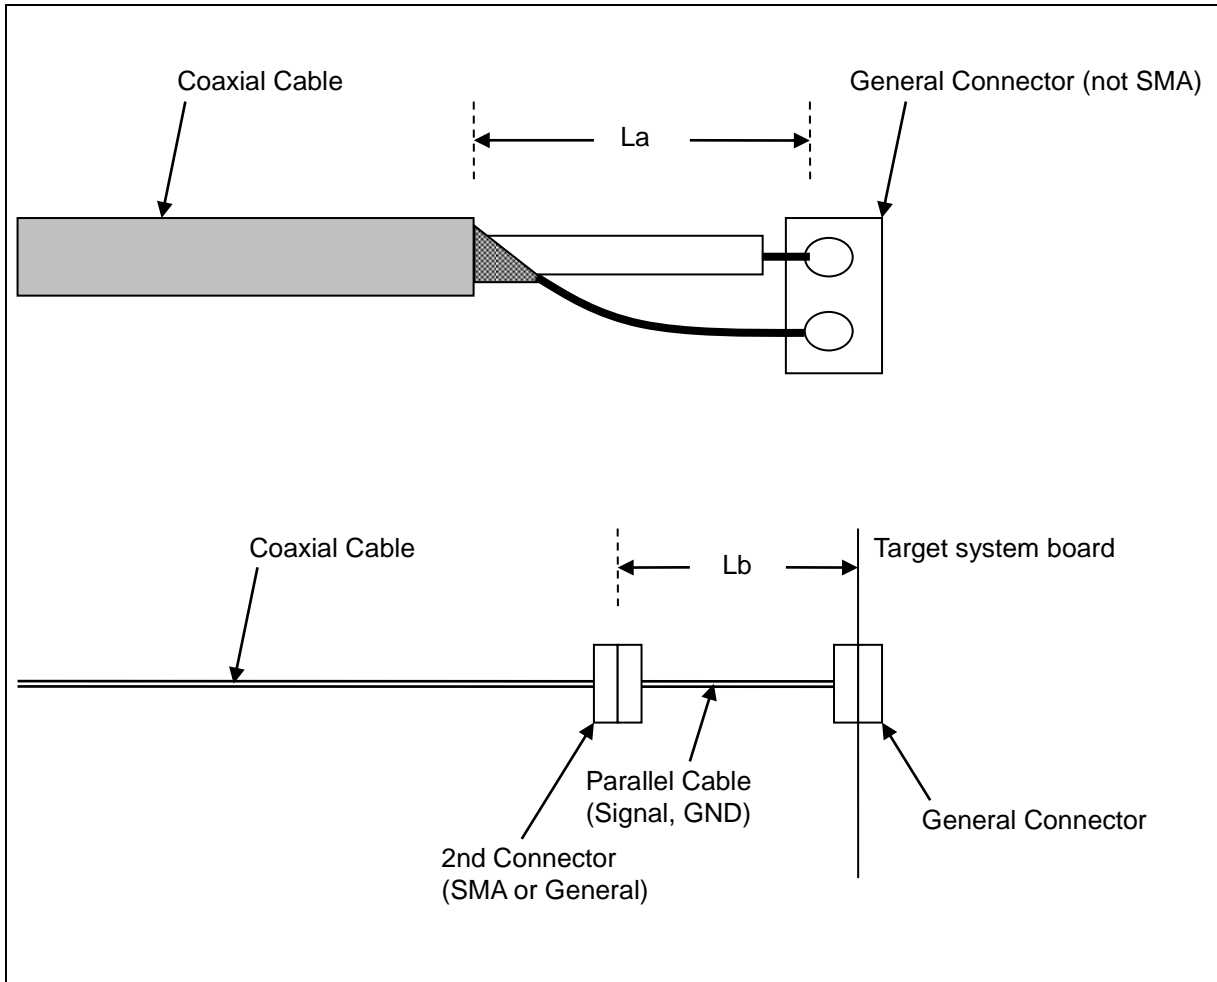 Coaxial Cable
General Connector (not SMA)
La
Coaxial Cable
Target system board
Lb
Parallel Cable
(Signal, GND)
General Connector
2nd Connector
(SMA or General)